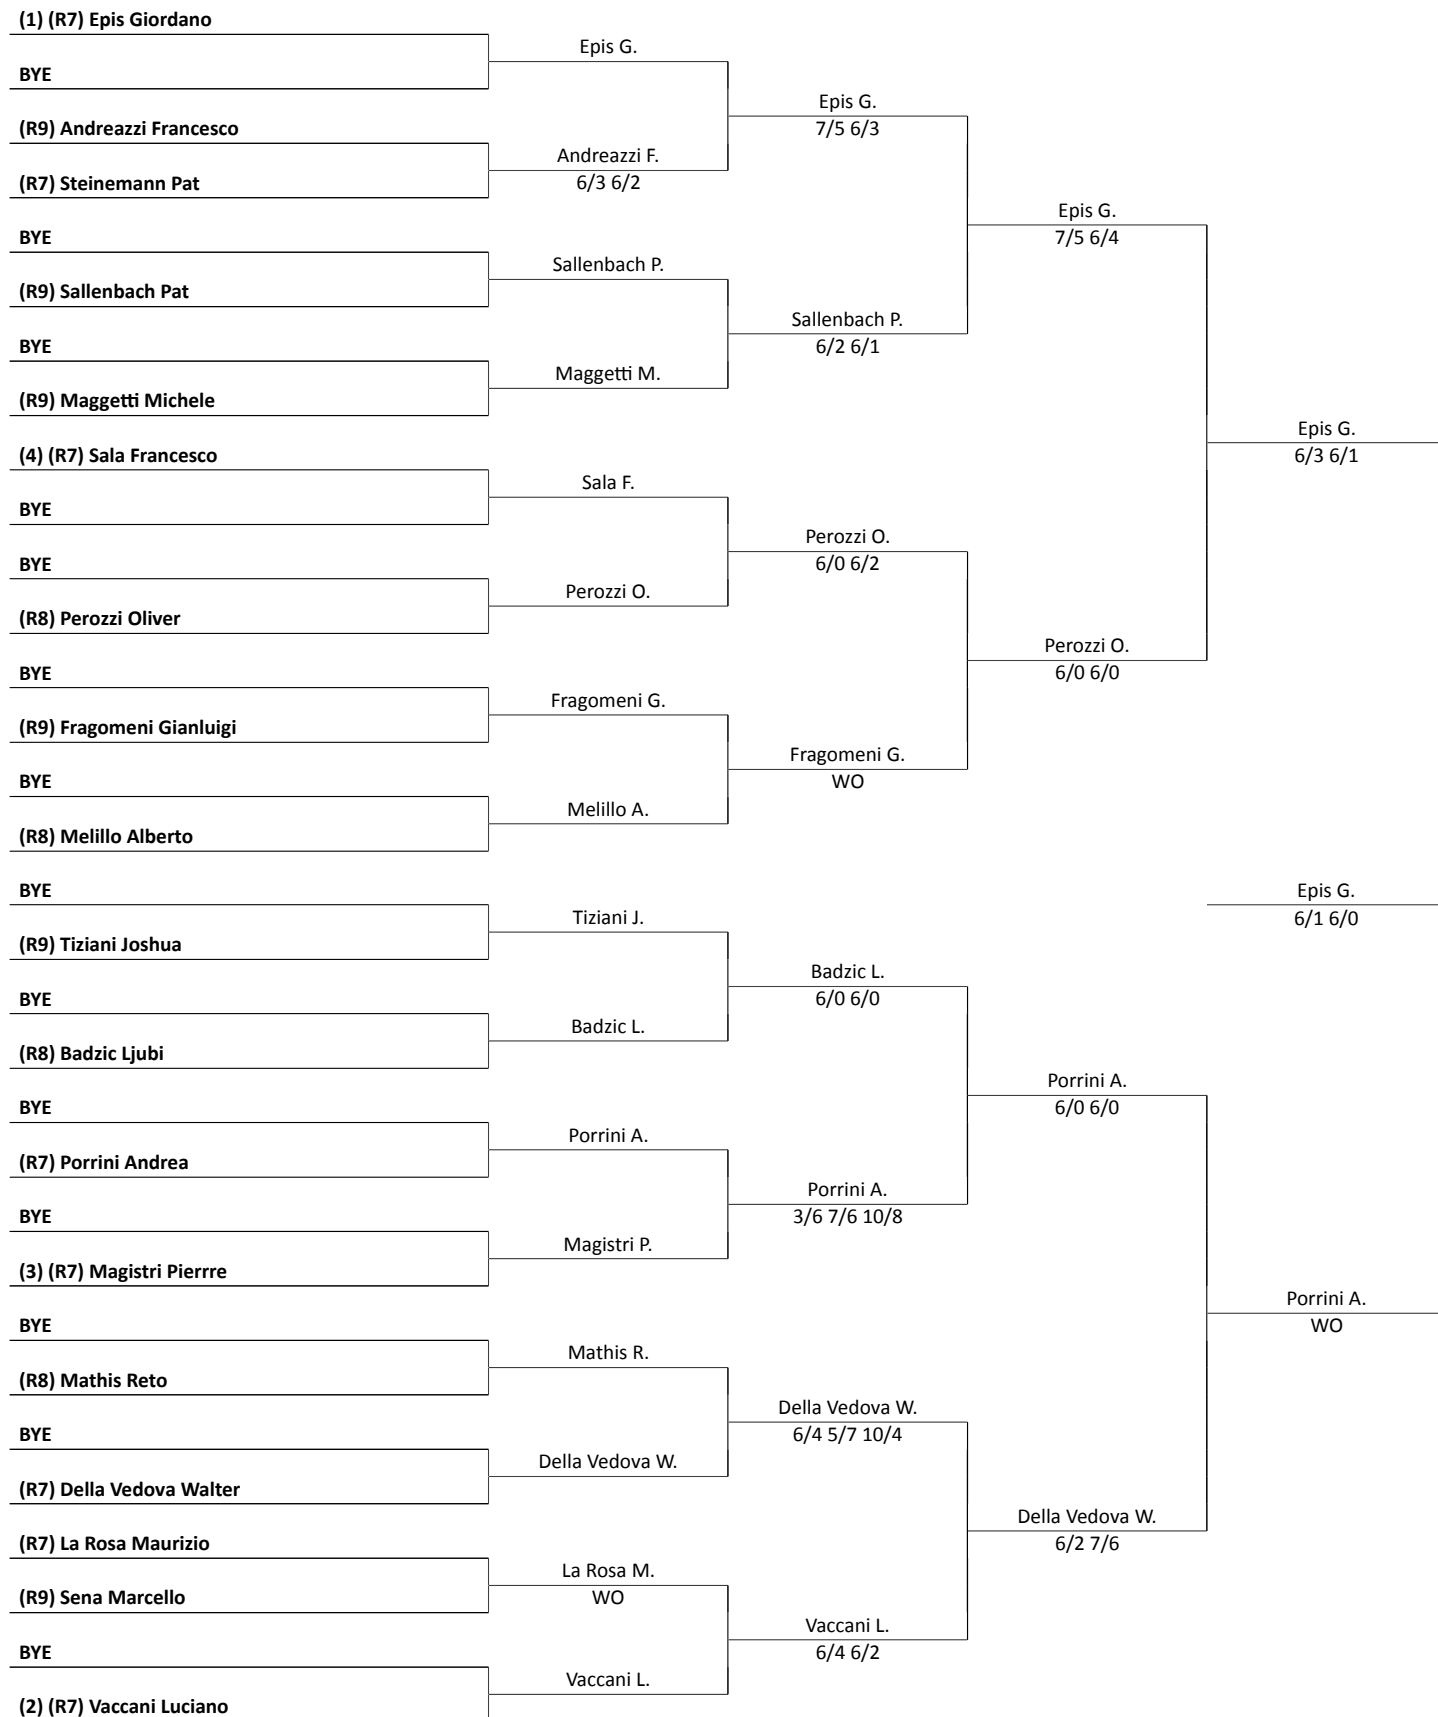 (1) (R7) Epis Giordano
Epis G.
BYE
Epis G.
7/5 6/3
(R9) Andreazzi Francesco
Andreazzi F.
6/3 6/2
(R7) Steinemann Pat
Epis G.
7/5 6/4
BYE
Sallenbach P.
(R9) Sallenbach Pat
Sallenbach P.
6/2 6/1
BYE
Maggetti M.
(R9) Maggetti Michele
Epis G.
6/3 6/1
(4) (R7) Sala Francesco
Sala F.
BYE
Perozzi O.
6/0 6/2
BYE
Perozzi O.
(R8) Perozzi Oliver
Perozzi O.
6/0 6/0
BYE
Fragomeni G.
(R9) Fragomeni Gianluigi
Fragomeni G.
WO
BYE
Melillo A.
(R8) Melillo Alberto
BYE
Epis G.
6/1 6/0
Tiziani J.
(R9) Tiziani Joshua
Badzic L.
6/0 6/0
BYE
Badzic L.
(R8) Badzic Ljubi
Porrini A.
6/0 6/0
BYE
Porrini A.
(R7) Porrini Andrea
Porrini A.
3/6 7/6 10/8
BYE
Magistri P.
(3) (R7) Magistri Pierrre
Porrini A.
WO
BYE
Mathis R.
(R8) Mathis Reto
Della Vedova W.
6/4 5/7 10/4
BYE
Della Vedova W.
(R7) Della Vedova Walter
Della Vedova W.
6/2 7/6
(R7) La Rosa Maurizio
La Rosa M.
WO
(R9) Sena Marcello
Vaccani L.
6/4 6/2
BYE
Vaccani L.
(2) (R7) Vaccani Luciano